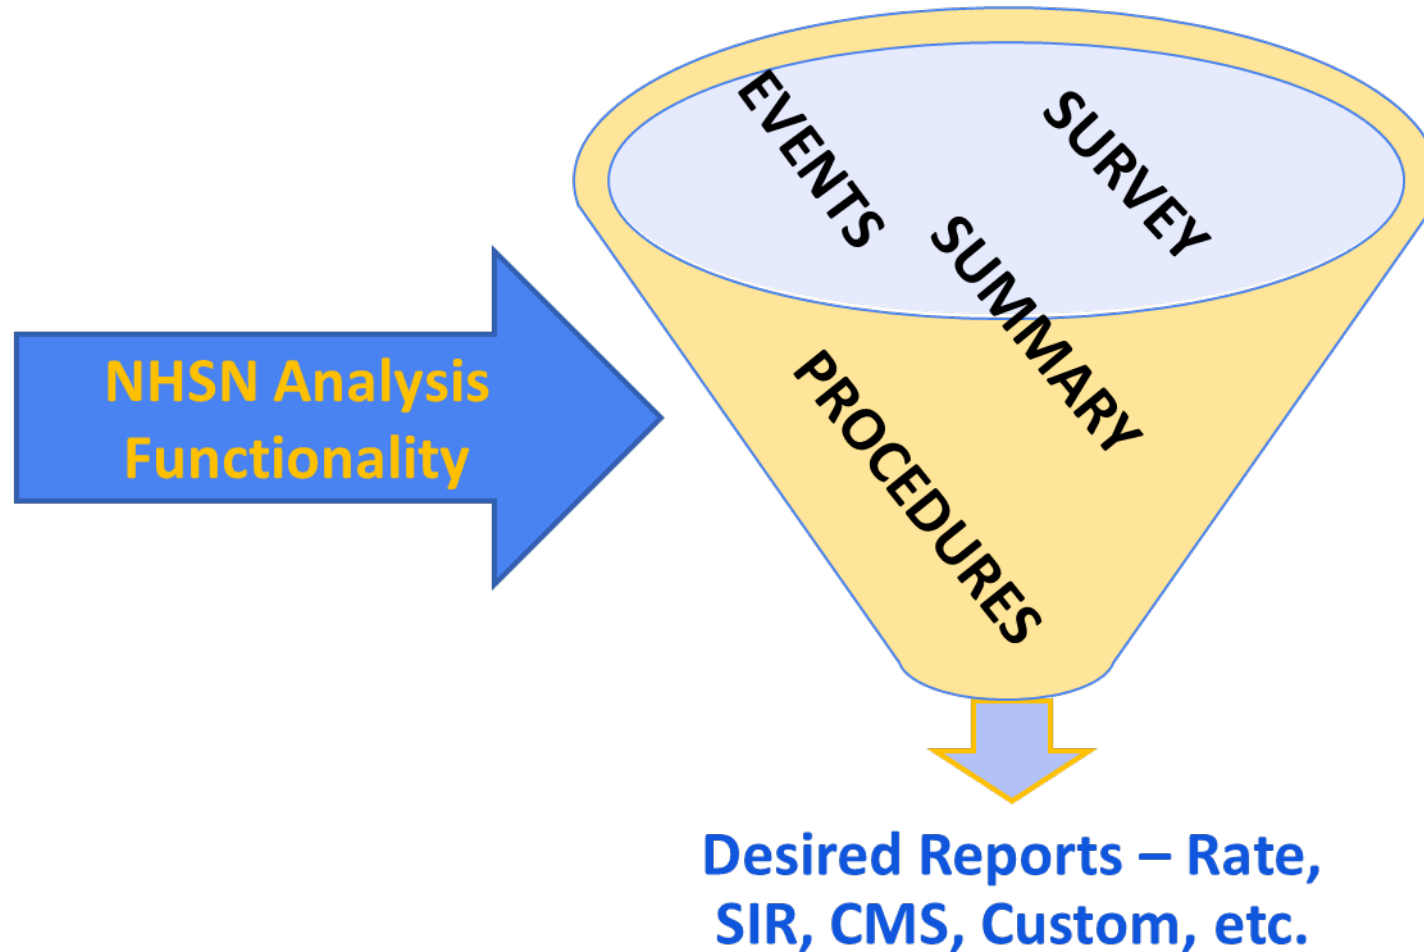 EVENTS
SURVEY
SUMMARY
PROCEDURES
NHSN Analysis
Functionality
Desired Reports – Rate,
SIR, CMS, Custom, etc.